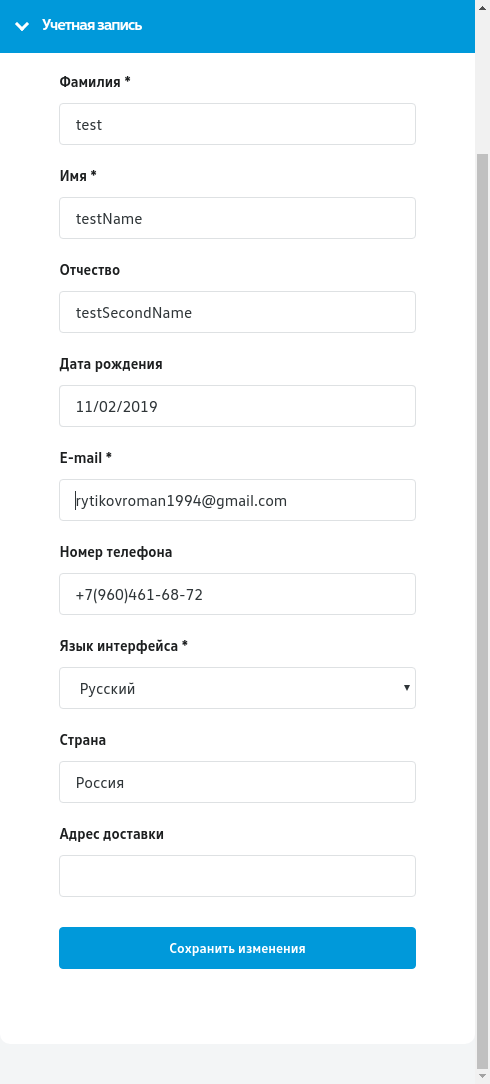 Учетная запись
Фамилия *
test
Имя *
testName
Отчество
testSecondName
Дата рождения
11/02/2019
E-mail *
rytikovroman1994@gmail.com
Номер телефона
+7(960)461-68-72
Язык интерфейса *
Русский
Страна
Россия
Адрес доставки
Сохранить изменения